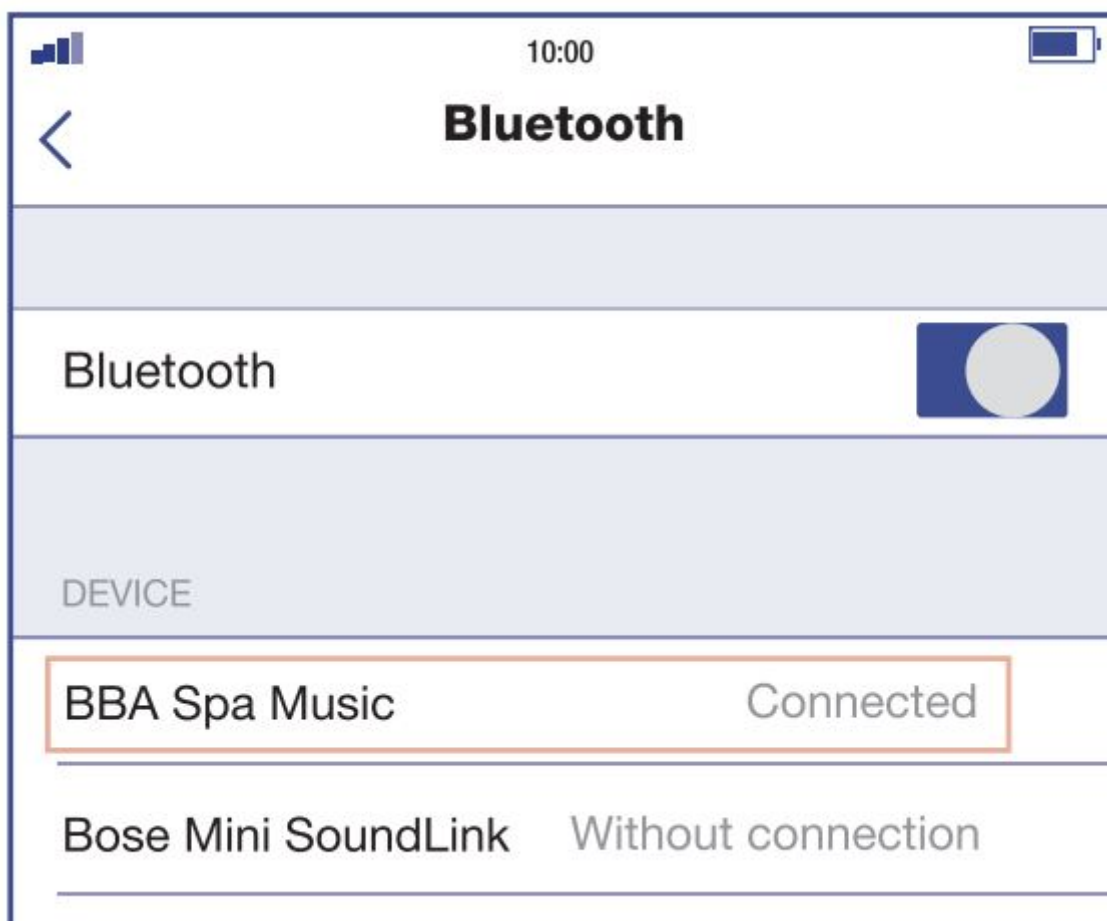 10:00
Bluetooth
Bluetooth
DEVICE
BBA Spa Music Connected
Bose Mini SoundLink Without connection